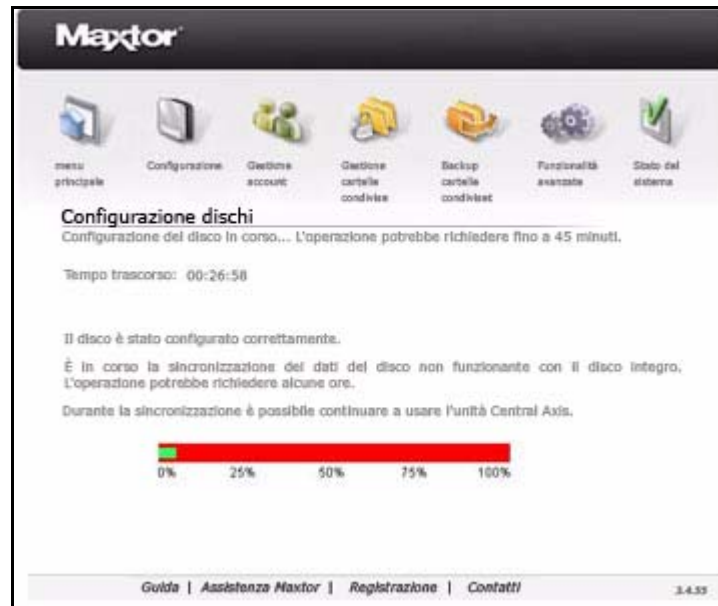 Maxtor
menu principale
Configurazione
Gestione account
Gestione cartelle condivise
Backup cartelle condivise
Funzionalità avanzate
Stato del sistema
Configurazione dischi
Configurazione del disco in corso... L'operazione potrebbe richiedere fino a 45 minuti.
Tempo trascorso: 00:26:58
Il disco è stato configurato correttamente.
È in corso la sincronizzazione dei dati del disco non funzionante con il disco integro.
L'operazione potrebbe richiedere alcune ore.
Durante la sincronizzazione è possibile continuare a usare l'unità Central Axis.
0% 25% 50% 75% 100%
Guida | Assistenza Maxtor | Registrazione | Contatti
3.4.55